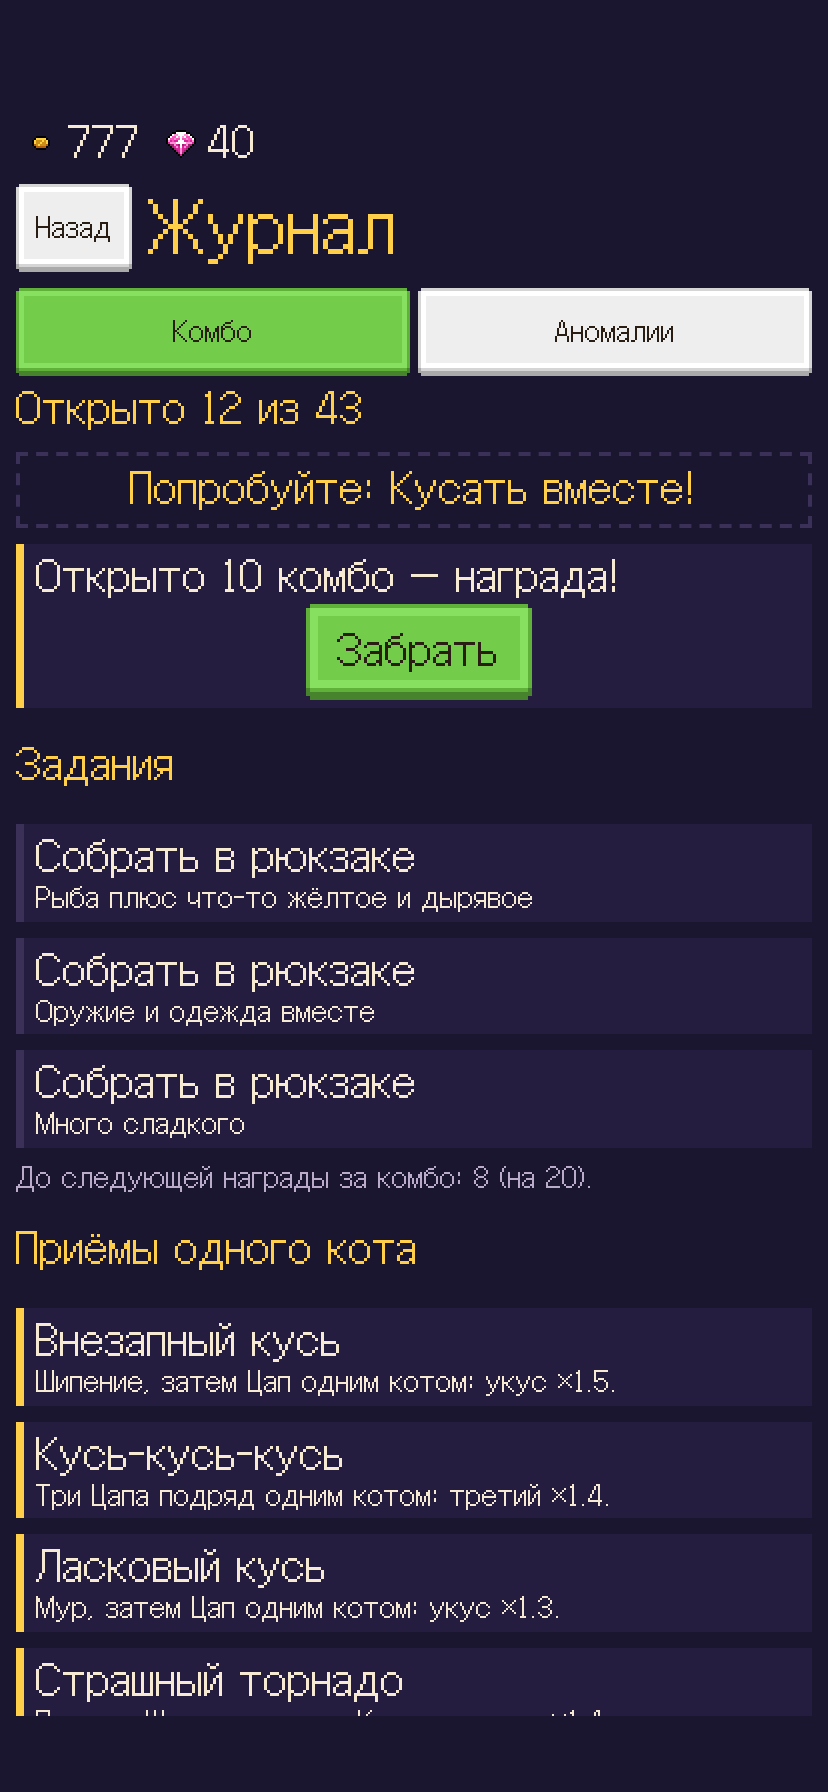 777 40
Назад Журнал
Комбо Аномалии
Открыто 12 из 43
Попробуйте: Кусать вместе!
Открыто 10 комбо — награда!
Забрать
Задания
Собрать в рюкзаке
Рыба плюс что-то жёлтое и дырявое
Собрать в рюкзаке
Оружие и одежда вместе
Собрать в рюкзаке
Много сладкого
До следующей награды за комбо: 8 (на 20).
Приёмы одного кота
Внезапный кусь
Шипение, затем Цап одним котом: укус ×1.5.
Кусь-кусь-кусь
Три Цапа подряд одним котом: третий ×1.4.
Ласковый кусь
Мур, затем Цап одним котом: укус ×1.3.
Страшный торнадо